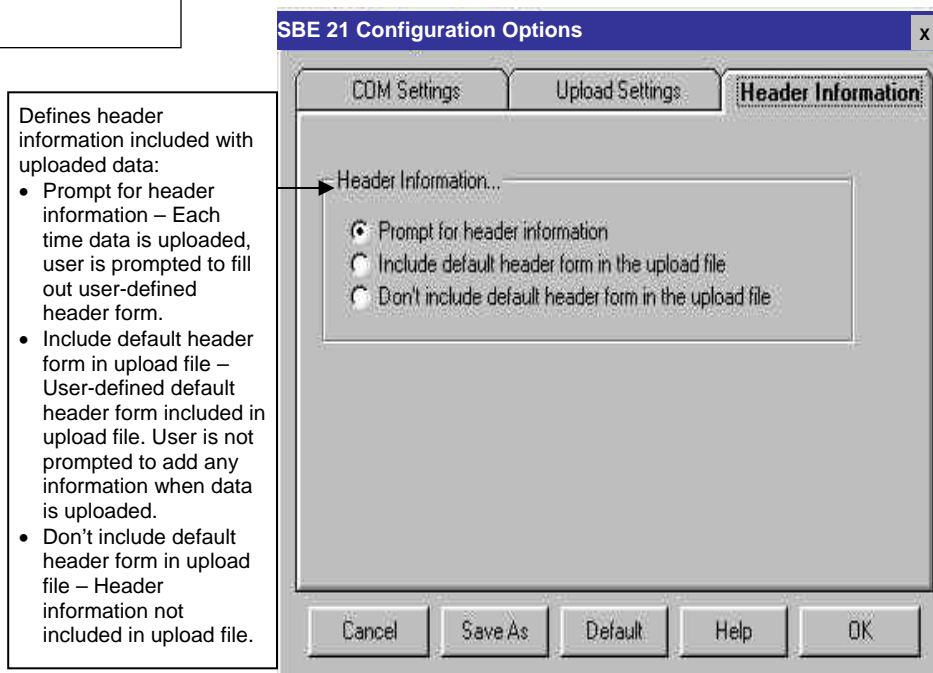 SBE 21 Configuration Options
x
COM Settings
Upload Settings
Header Information
Defines header
information included with
uploaded data:
• Prompt for header
information – Each
time data is uploaded,
user is prompted to fill
out user-defined
header form.
• Include default header
form in upload file –
User-defined default
header form included in
upload file. User is not
prompted to add any
information when data
is uploaded.
• Don't include default
header form in upload
file – Header
information not
included in upload file.
Header Information...
Prompt for header information
Include default header form in the upload file
Don't include default header form in the upload file
Cancel
Save As
Default
Help
OK